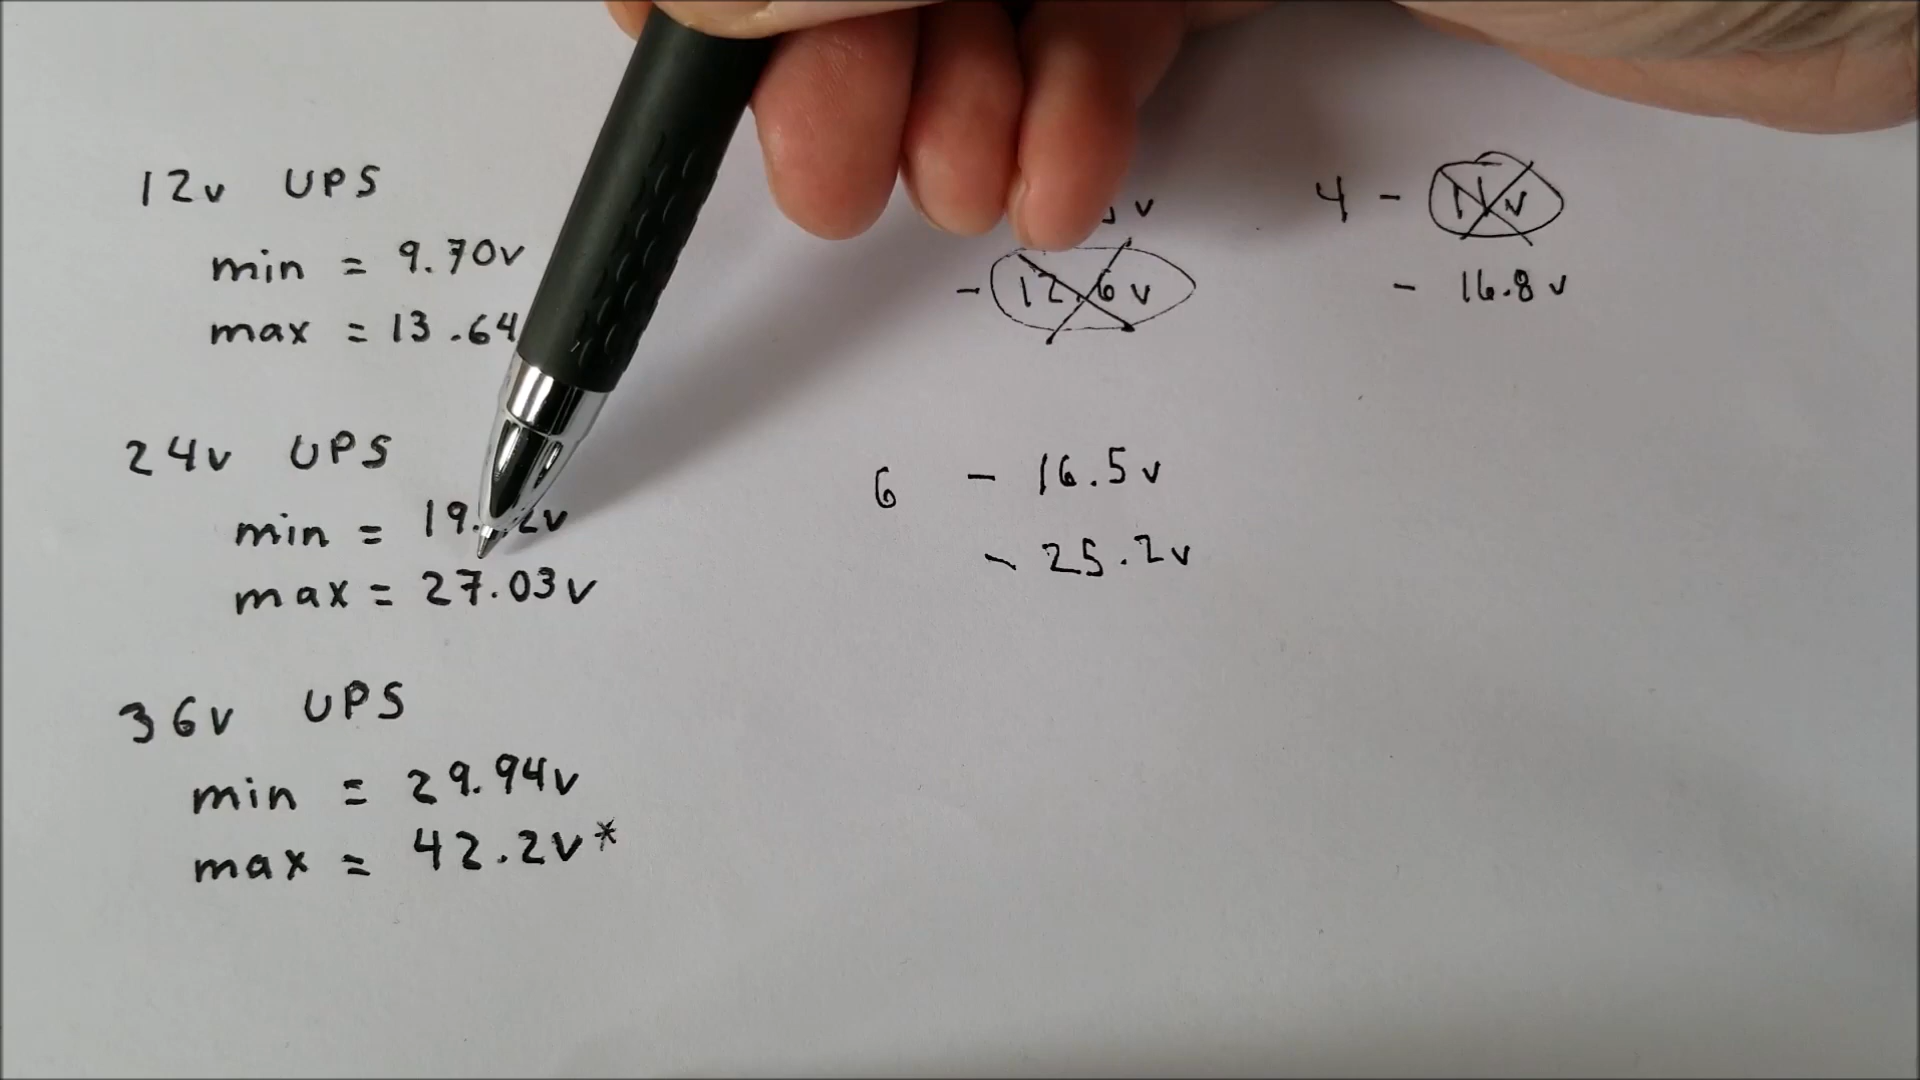 12v UPS
min = 9.70v
max = 13.64
24v UPS
min = 19.
max = 27.03v
36v UPS
min = 29.94v
max = 42.2v*
v
- 12.6v
4 - 11v
- 16.8v
6 - 16.5v
- 25.2v